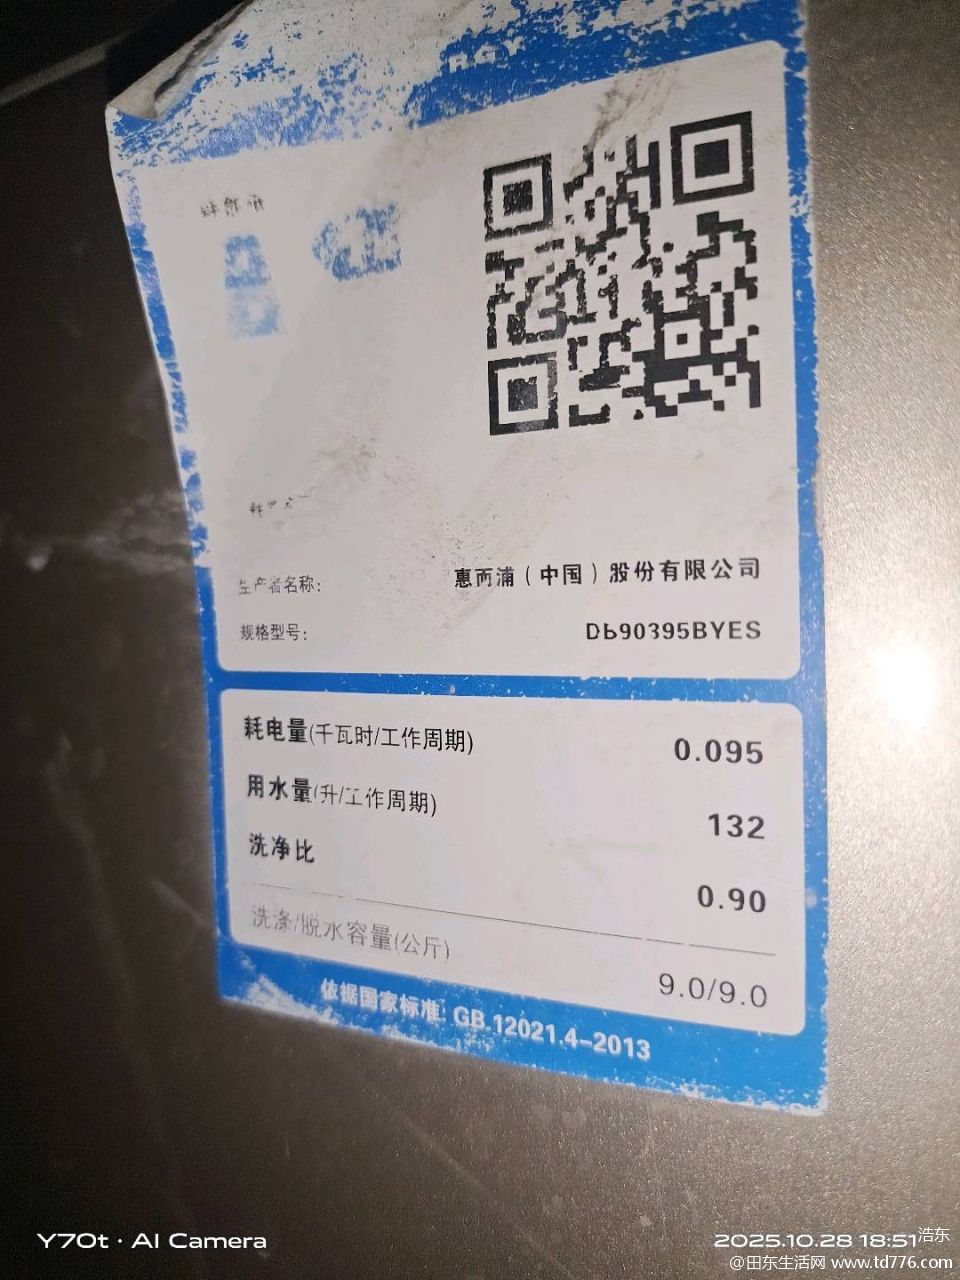 生产者名称: 惠而浦（中国）股份有限公司
规格型号: DB90395BYES
耗电量(千瓦时/工作周期) 0.095
用水量(升/工作周期) 132
洗净比 0.90
洗涤/脱水容量(公斤) 9.0/9.0
依据国家标准: GB 12021.4-2013
Y70t · AI Camera
2025.10.28 18:51
浩东
@田东生活网 www.td776.com